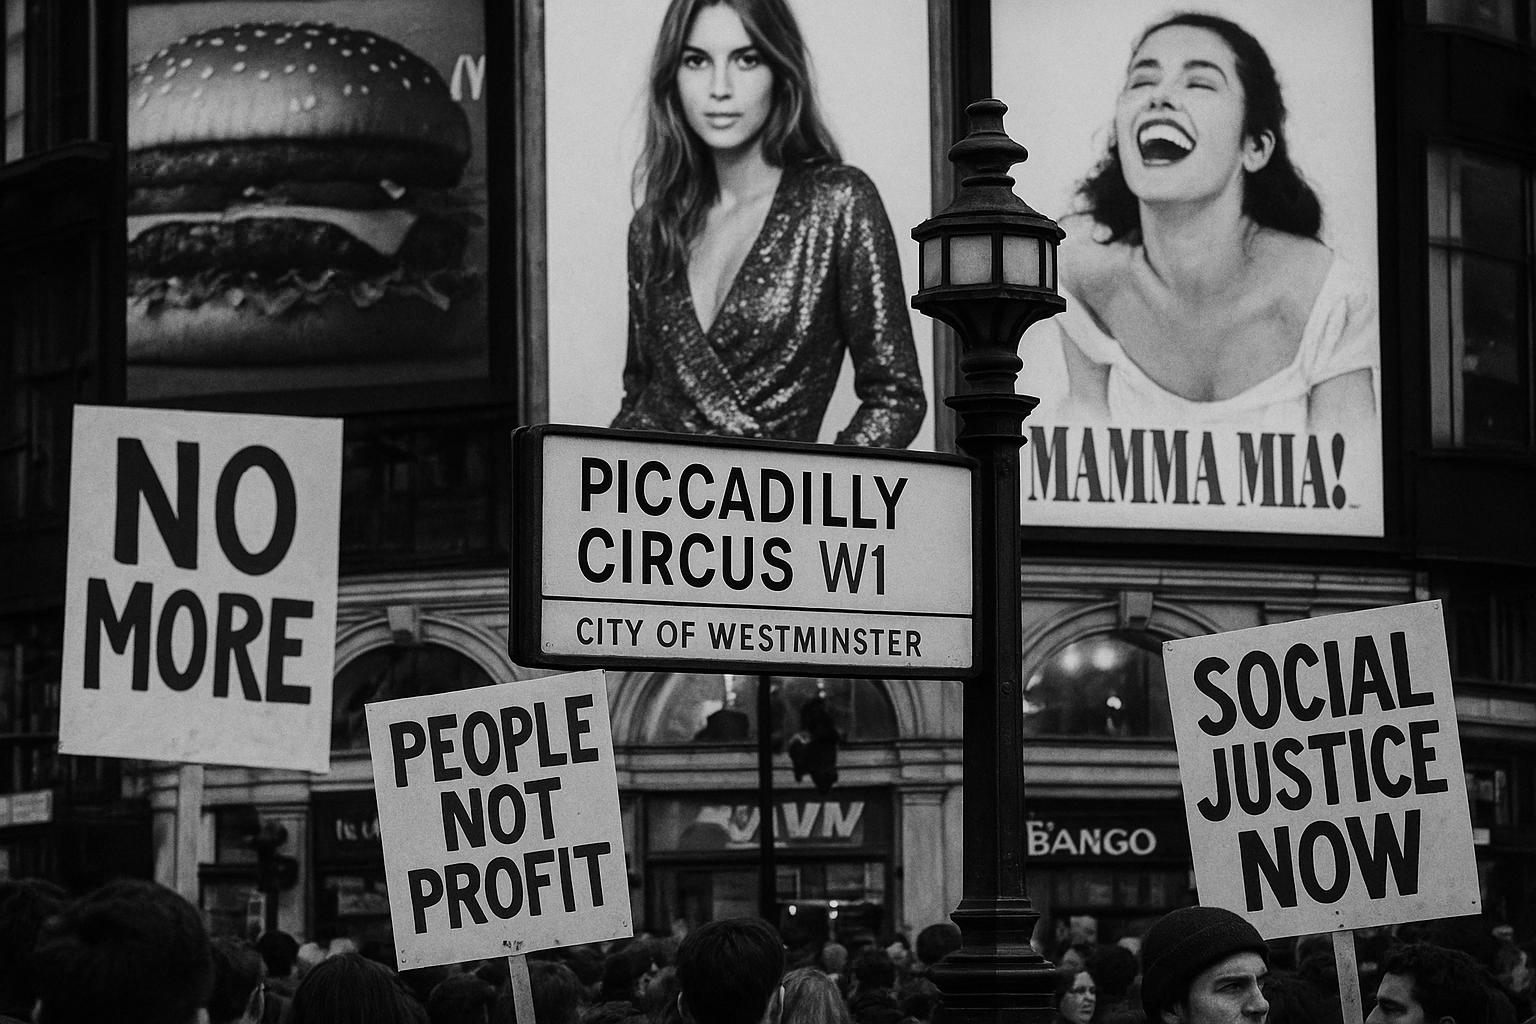 NO
MORE
PEOPLE
NOT
PROFIT
PICCADILLY
CIRCUS W1
CITY OF WESTMINSTER
MAMMA MIA!
BANGO
SOCIAL
JUSTICE
NOW